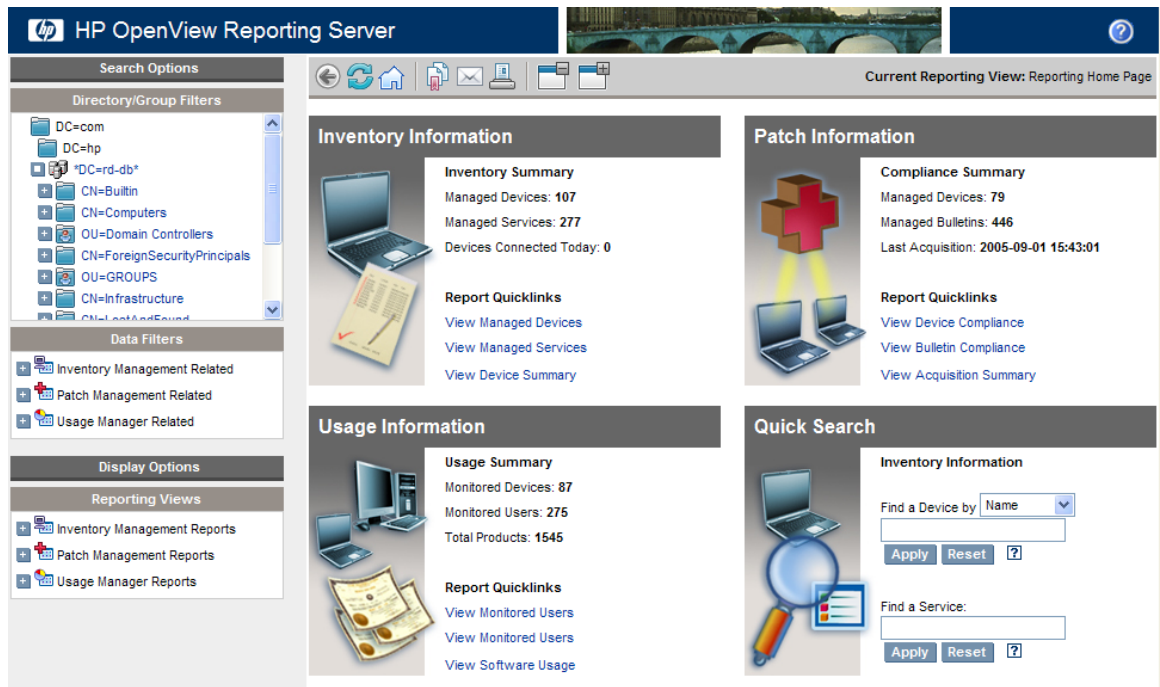 hp HP OpenView Reporting Server
?
Search Options
Directory/Group Filters
DC=com
DC=hp
*DC=rd-db*
CN=Builtin
CN=Computers
OU=Domain Controllers
CN=ForeignSecurityPrincipals
OU=GROUPS
CN=Infrastructure
CN=LostAndFound
Data Filters
Inventory Management Related
Patch Management Related
Usage Manager Related
Display Options
Reporting Views
Inventory Management Reports
Patch Management Reports
Usage Manager Reports
Current Reporting View: Reporting Home Page
Inventory Information
Inventory Summary
Managed Devices: 107
Managed Services: 277
Devices Connected Today: 0
Report Quicklinks
View Managed Devices
View Managed Services
View Device Summary
Patch Information
Compliance Summary
Managed Devices: 79
Managed Bulletins: 446
Last Acquisition: 2005-09-01 15:43:01
Report Quicklinks
View Device Compliance
View Bulletin Compliance
View Acquisition Summary
Usage Information
Usage Summary
Monitored Devices: 87
Monitored Users: 275
Total Products: 1545
Report Quicklinks
View Monitored Users
View Monitored Users
View Software Usage
Quick Search
Inventory Information
Find a Device by Name
Apply Reset ?
Find a Service:
Apply Reset ?